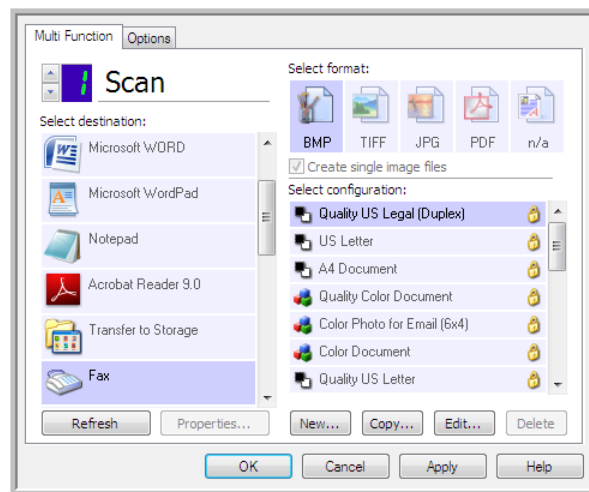 Multi Function
Options
1
Scan
Select destination:
Microsoft WORD
Microsoft WordPad
Notepad
Acrobat Reader 9.0
Transfer to Storage
Fax
Refresh
Properties...
Select format:
BMP
TIFF
JPG
PDF
n/a
Create single image files
Select configuration:
Quality US Legal (Duplex)
US Letter
A4 Document
Quality Color Document
Color Photo for Email (6x4)
Color Document
Quality US Letter
New...
Copy...
Edit...
Delete
OK
Cancel
Apply
Help